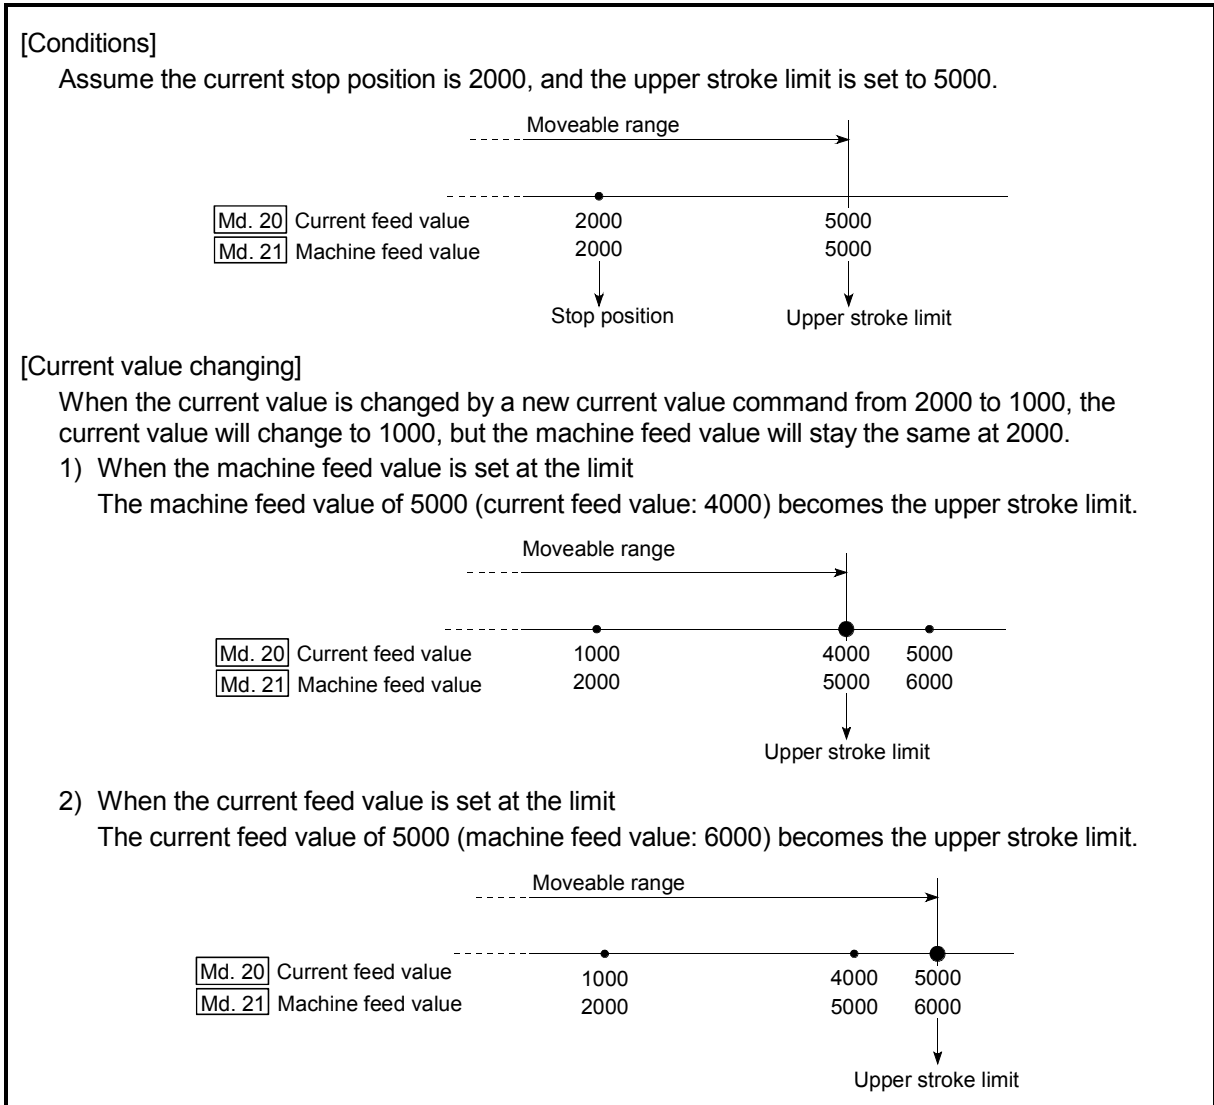 [Conditions]
Assume the current stop position is 2000, and the upper stroke limit is set to 5000.
Moveable range
Md. 20 Current feed value 2000 5000
Md. 21 Machine feed value 2000 5000
Stop position Upper stroke limit
[Current value changing]
When the current value is changed by a new current value command from 2000 to 1000, the
current value will change to 1000, but the machine feed value will stay the same at 2000.
1) When the machine feed value is set at the limit
The machine feed value of 5000 (current feed value: 4000) becomes the upper stroke limit.
Moveable range
Md. 20 Current feed value 1000 4000 5000
Md. 21 Machine feed value 2000 5000 6000
Upper stroke limit
2) When the current feed value is set at the limit
The current feed value of 5000 (machine feed value: 6000) becomes the upper stroke limit.
Moveable range
Md. 20 Current feed value 1000 4000 5000
Md. 21 Machine feed value 2000 5000 6000
Upper stroke limit